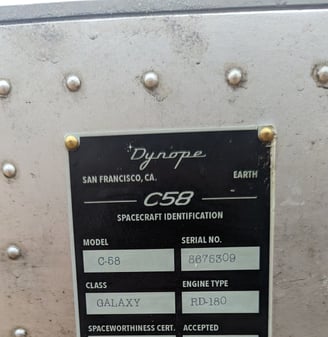 Dynope
SAN FRANCISCO, CA. EARTH
C58
SPACECRAFT IDENTIFICATION
MODEL SERIAL NO.
C-58 8675309
CLASS ENGINE TYPE
GALAXY RD-180
SPACEWORTHINESS CERT. ACCEPTED